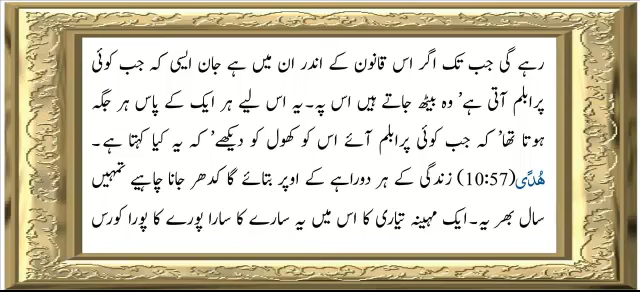 رہے گی جب تک اگر اس قانون کے اندر ان میں ہے جان ایسی کہ جب کوئی
پرابلم آتی ہے' وہ بیٹھ جاتے ہیں اس پہ۔ یہ اس لیے ہر ایک کے پاس ہر جگہ
ہوتا تھا' کہ جب کوئی پرابلم آئے اس کو کھول کو دیکھے' کہ یہ کیا کہتا ہے۔
ھُدًی(10:57) زندگی کے ہر دوراہے کے اوپر بتائے گا کدھر جانا چاہیے تمہیں
سال بھر یہ۔ ایک مہینہ تیاری کا اس میں یہ سارے کا سارا پورے کا پورا کورس